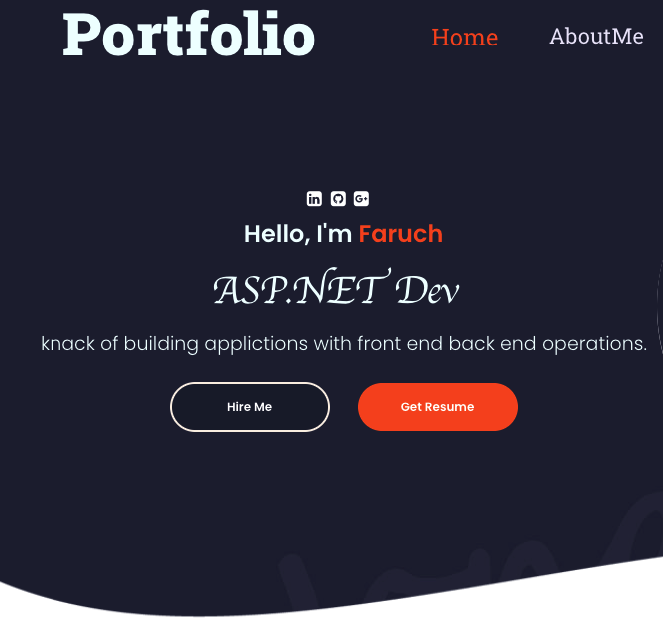 Portfolio
Home
AboutMe
in
G+
Hello, I'm Faruch
ASP.NET Dev
knack of building applictions with front end back end operations.
Hire Me
Get Resume